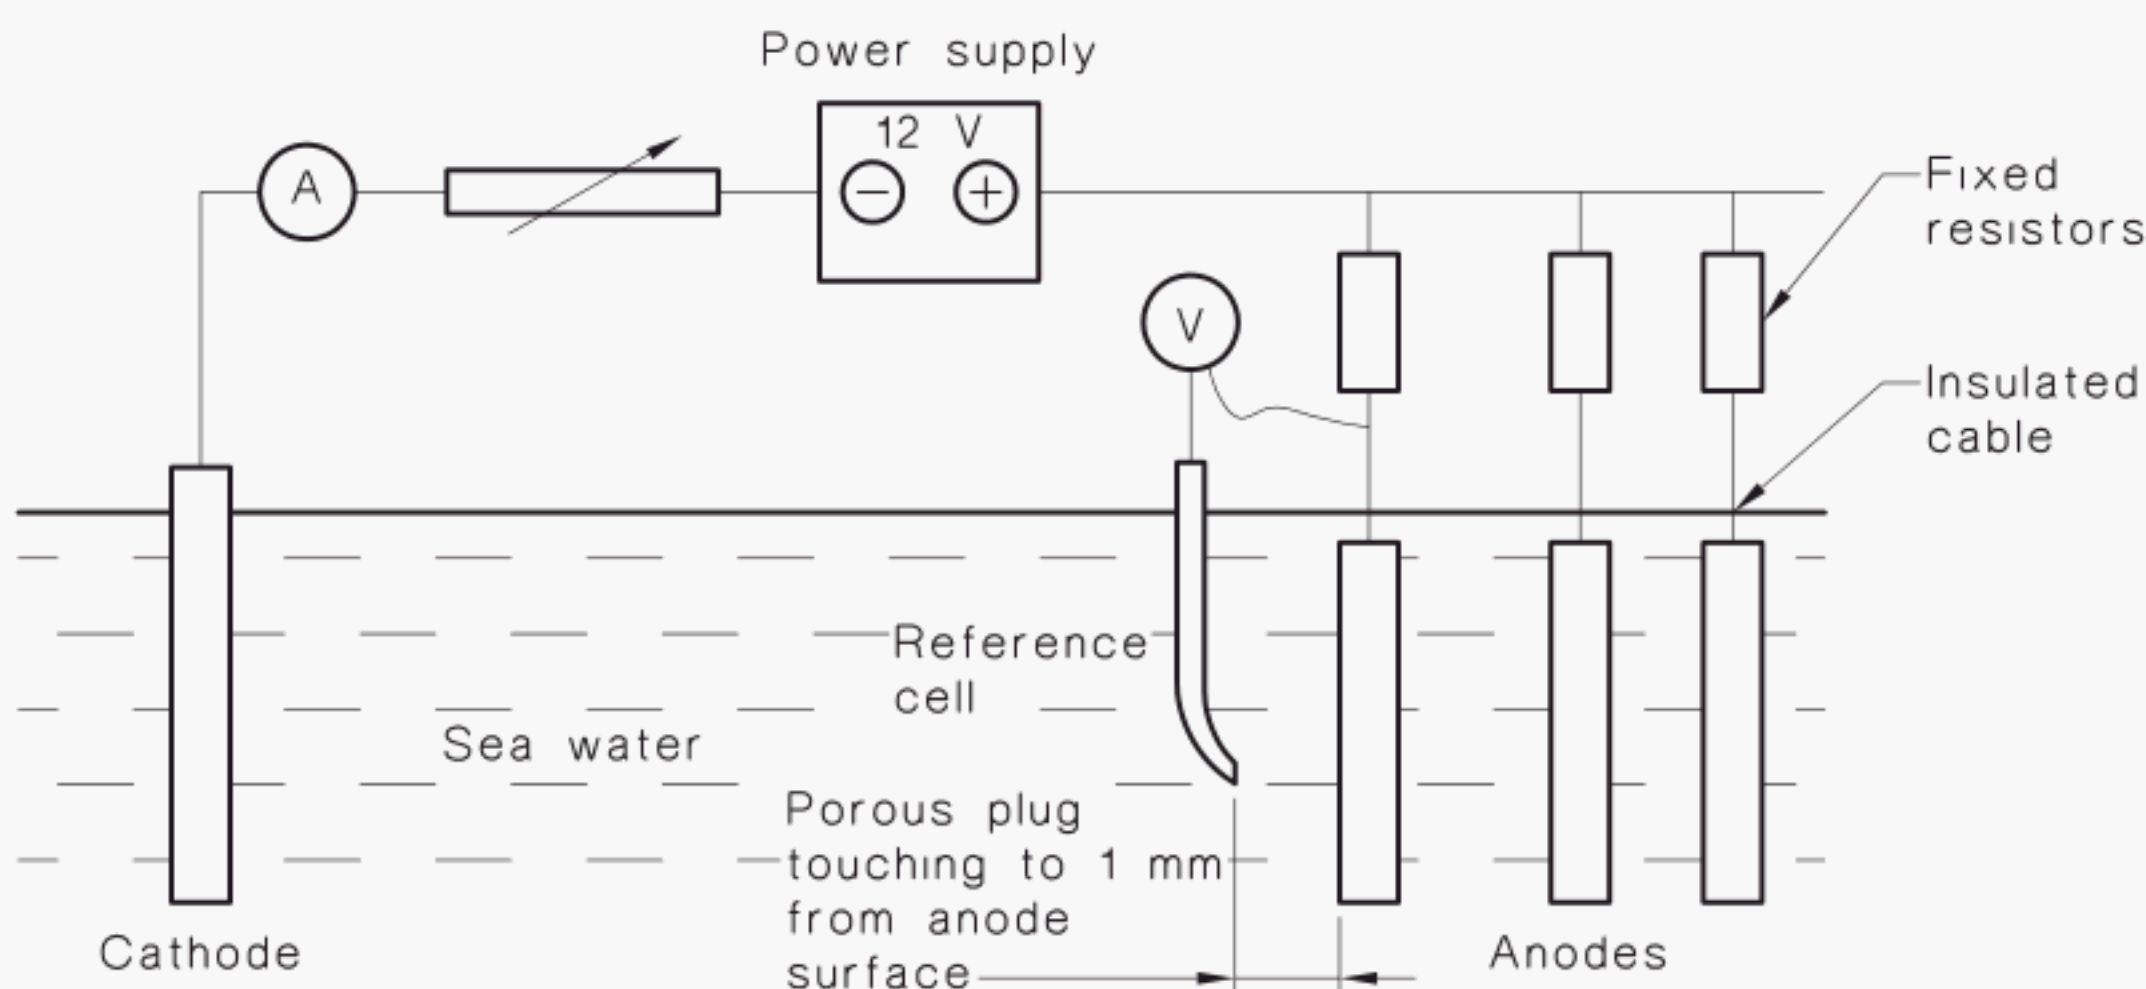 Power supply
12 V
− +
A
Fixed
resistors
V
Insulated
cable
Reference
cell
Sea water
Porous plug
touching to 1 mm
from anode
surface
Cathode
Anodes